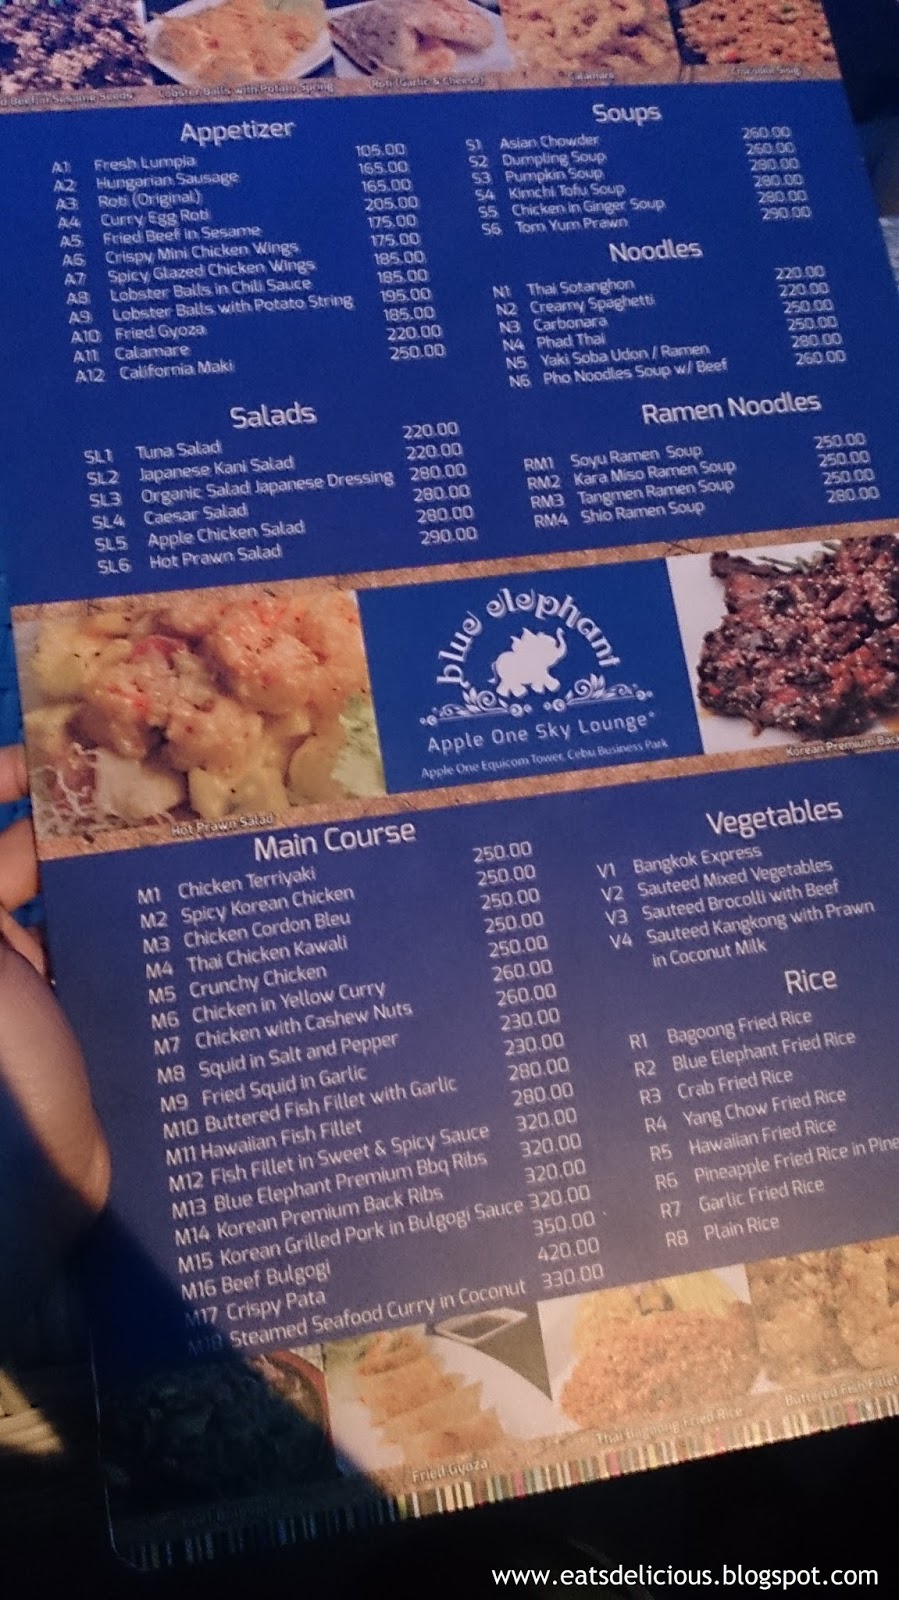 Beef in Sesame Seeds
Lobster Balls with Potato String
Roti (Garlic & Cheese)
Calamare
Appetizer
A1 Fresh Lumpia 105.00
A2 Hungarian Sausage 165.00
A3 Roti (Original) 165.00
A4 Curry Egg Roti 205.00
A5 Fried Beef in Sesame 175.00
A6 Crispy Mini Chicken Wings 175.00
A7 Spicy Glazed Chicken Wings 185.00
A8 Lobster Balls in Chili Sauce 185.00
A9 Lobster Balls with Potato String 195.00
A10 Fried Gyoza 185.00
A11 Calamare 220.00
A12 California Maki 250.00
Soups
S1 Asian Chowder 260.00
S2 Dumpling Soup 260.00
S3 Pumpkin Soup 280.00
S4 Kimchi Tofu Soup 280.00
S5 Chicken in Ginger Soup 280.00
S6 Tom Yum Prawn 290.00
Noodles
N1 Thai Sotanghon 220.00
N2 Creamy Spaghetti 220.00
N3 Carbonara 250.00
N4 Phad Thai 250.00
N5 Yaki Soba Udon / Ramen 280.00
N6 Pho Noodles Soup w/ Beef 260.00
Salads
SL1 Tuna Salad 220.00
SL2 Japanese Kani Salad 220.00
SL3 Organic Salad Japanese Dressing 280.00
SL4 Caesar Salad 280.00
SL5 Apple Chicken Salad 280.00
SL6 Hot Prawn Salad 290.00
Ramen Noodles
RM1 Soyu Ramen Soup 250.00
RM2 Kara Miso Ramen Soup 250.00
RM3 Tangmen Ramen Soup 250.00
RM4 Shio Ramen Soup 280.00
blue elephant
Apple One Sky Lounge
Apple One Equicom Tower, Cebu Business Park
Hot Prawn Salad
Korean Premium Back
Main Course
M1 Chicken Terriyaki 250.00
M2 Spicy Korean Chicken 250.00
M3 Chicken Cordon Bleu 250.00
M4 Thai Chicken Kawali 250.00
M5 Crunchy Chicken 250.00
M6 Chicken in Yellow Curry 260.00
M7 Chicken with Cashew Nuts 260.00
M8 Squid in Salt and Pepper 230.00
M9 Fried Squid in Garlic 230.00
M10 Buttered Fish Fillet with Garlic 280.00
M11 Hawaiian Fish Fillet 280.00
M12 Fish Fillet in Sweet & Spicy Sauce 320.00
M13 Blue Elephant Premium Bbq Ribs 320.00
M14 Korean Premium Back Ribs 320.00
M15 Korean Grilled Pork in Bulgogi Sauce 320.00
M16 Beef Bulgogi 350.00
M17 Crispy Pata 420.00
M18 Steamed Seafood Curry in Coconut 330.00
Vegetables
V1 Bangkok Express
V2 Sauteed Mixed Vegetables
V3 Sauteed Brocolli with Beef
V4 Sauteed Kangkong with Prawn
in Coconut Milk
Rice
R1 Bagoong Fried Rice
R2 Blue Elephant Fried Rice
R3 Crab Fried Rice
R4 Yang Chow Fried Rice
R5 Hawaiian Fried Rice
R6 Pineapple Fried Rice in Pine
R7 Garlic Fried Rice
R8 Plain Rice
Fried Gyoza
Thai Bagoong Fried Rice
Buttered Fish Fillet
www.eatsdelicious.blogspot.com